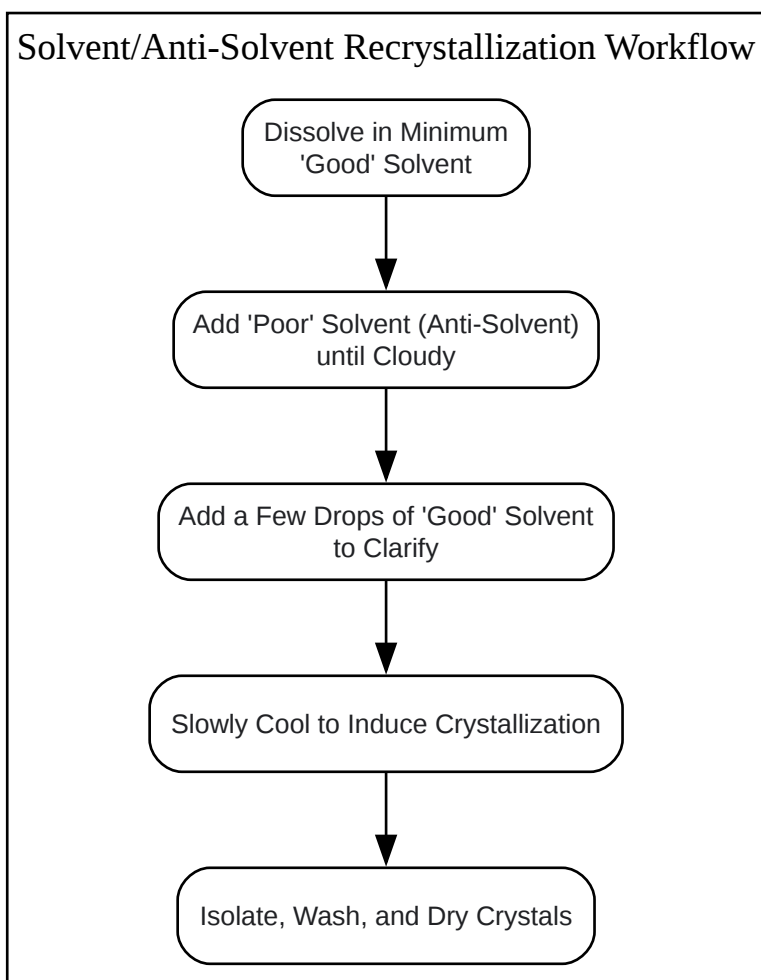 Solvent/Anti-Solvent Recrystallization Workflow
Dissolve in Minimum
'Good' Solvent
Add 'Poor' Solvent (Anti-Solvent)
until Cloudy
Add a Few Drops of 'Good' Solvent
to Clarify
Slowly Cool to Induce Crystallization
Isolate, Wash, and Dry Crystals